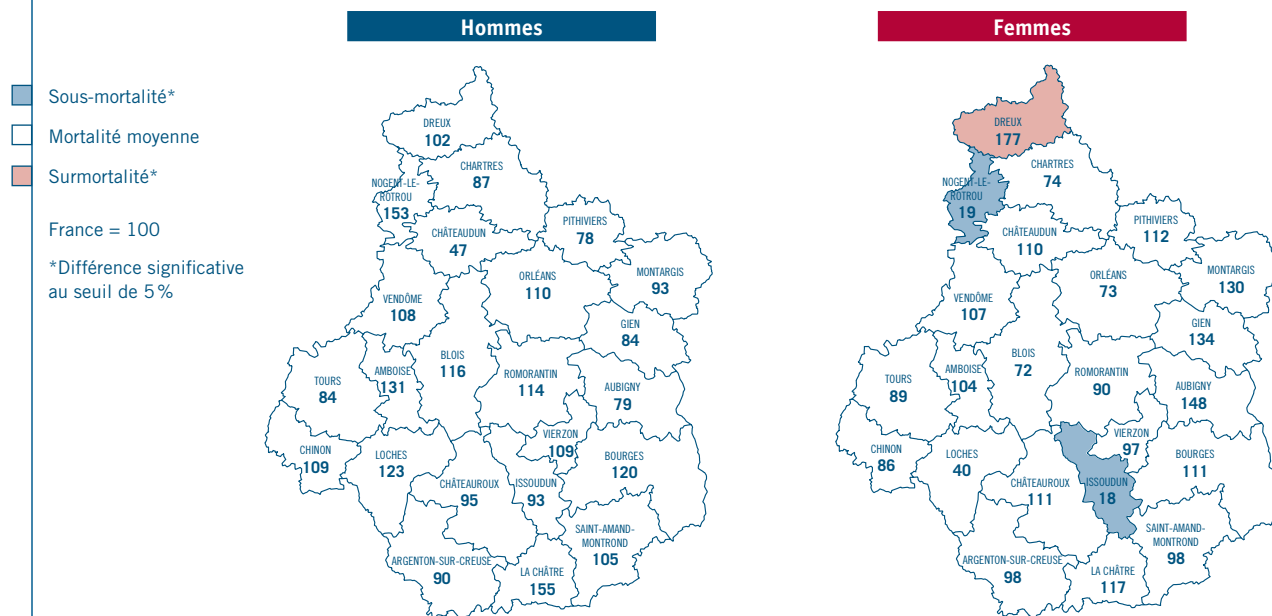 Hommes
Femmes
Sous-mortalité*
Mortalité moyenne
Surmortalité*
France = 100
*Différence significative
au seuil de 5 %
DREUX
102
CHARTRES
87
NOGENT-LE-
ROTROU
153
CHÂTEAUDUN
47
PITHIVIERS
78
ORLÉANS
110
MONTARGIS
93
VENDÔME
108
GIEN
84
BLOIS
116
TOURS
84
AMBOISE
131
ROMORANTIN
114
AUBIGNY
79
CHINON
109
LOCHES
123
VIERZON
109
BOURGES
120
CHÂTEAUROUX
95
ISSOUDUN
93
SAINT-AMAND-
MONTROND
105
ARGENTON-SUR-CREUSE
90
LA CHÂTRE
155
DREUX
177
CHARTRES
74
NOGENT-LE-
ROTROU
19
CHÂTEAUDUN
110
PITHIVIERS
112
ORLÉANS
73
MONTARGIS
130
VENDÔME
107
GIEN
134
BLOIS
72
TOURS
89
AMBOISE
104
ROMORANTIN
90
AUBIGNY
148
CHINON
86
LOCHES
40
VIERZON
97
BOURGES
111
CHÂTEAUROUX
111
ISSOUDUN
18
SAINT-AMAND-
MONTROND
98
ARGENTON-SUR-CREUSE
98
LA CHÂTRE
117